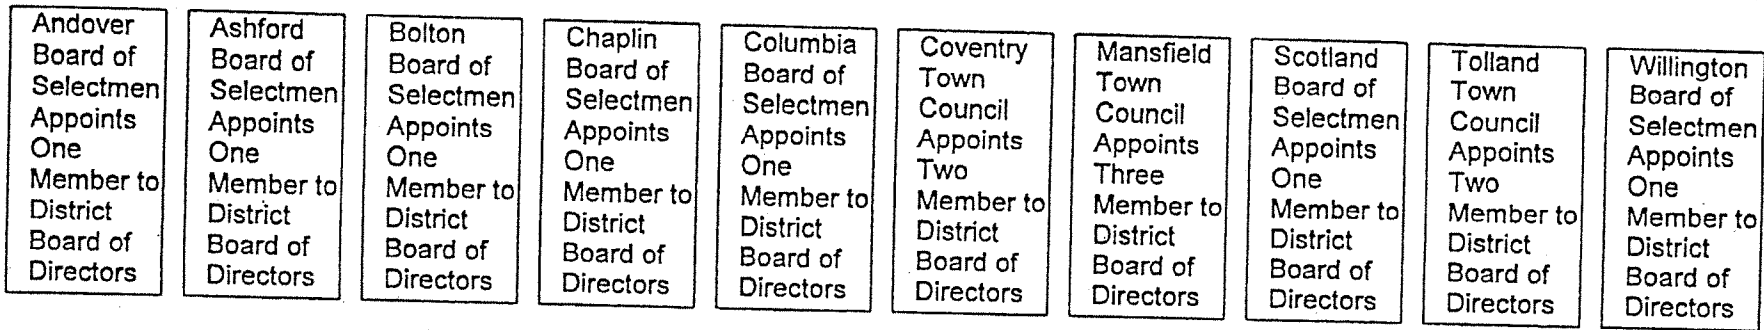 Andover
Board of
Selectmen
Appoints
One
Member to
District
Board of
Directors
Ashford
Board of
Selectmen
Appoints
One
Member to
District
Board of
Directors
Bolton
Board of
Selectmen
Appoints
One
Member to
District
Board of
Directors
Chaplin
Board of
Selectmen
Appoints
One
Member to
District
Board of
Directors
Columbia
Board of
Selectmen
Appoints
One
Member to
District
Board of
Directors
Coventry
Town
Council
Appoints
Two
Member to
District
Board of
Directors
Mansfield
Town
Council
Appoints
Three
Member to
District
Board of
Directors
Scotland
Board of
Selectmen
Appoints
One
Member to
District
Board of
Directors
Tolland
Town
Council
Appoints
Two
Member to
District
Board of
Directors
Willington
Board of
Selectmen
Appoints
One
Member to
District
Board of
Directors